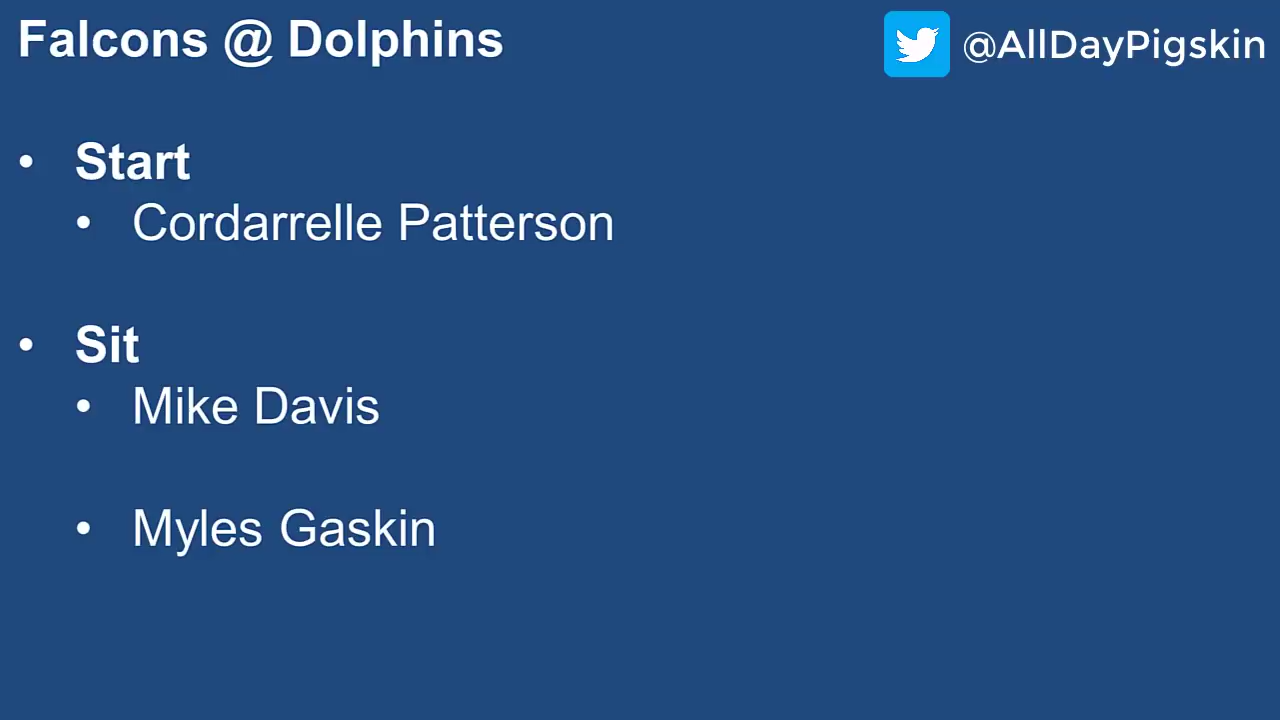 Falcons @ Dolphins
@AllDayPigskin
• Start
• Cordarrelle Patterson
• Sit
• Mike Davis
• Myles Gaskin